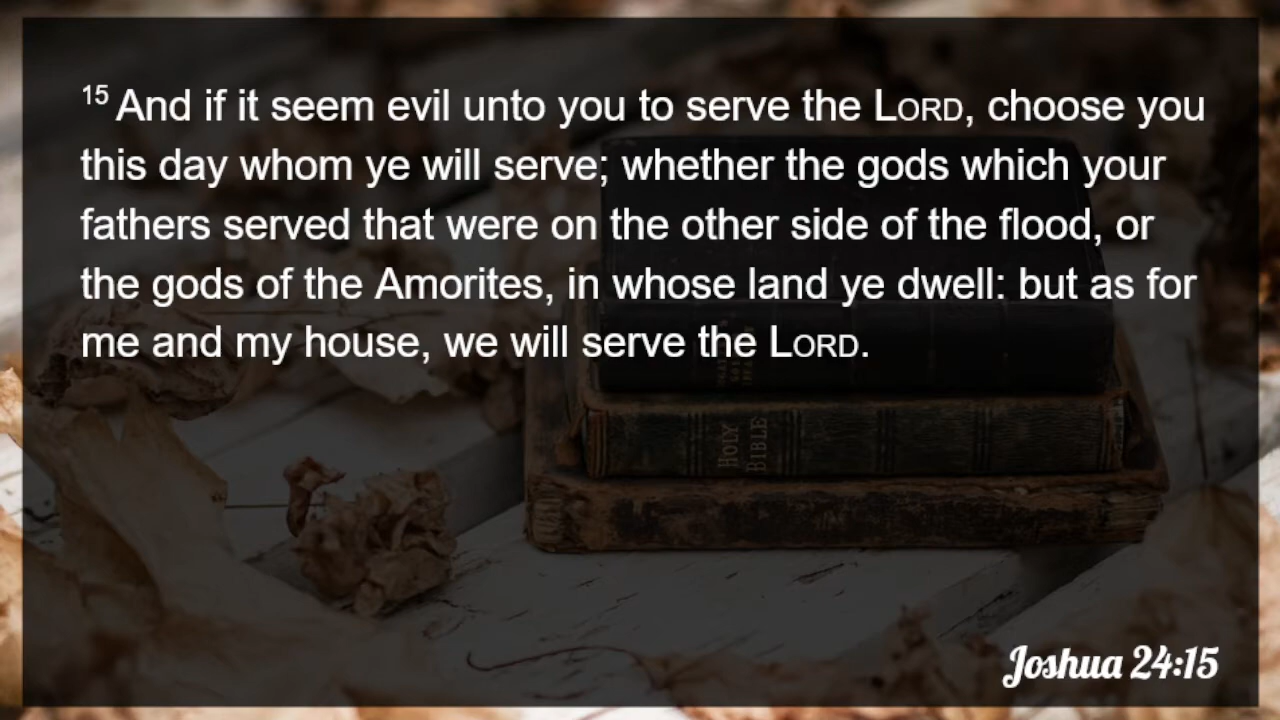 15 And if it seem evil unto you to serve the LORD, choose you
this day whom ye will serve; whether the gods which your
fathers served that were on the other side of the flood, or
the gods of the Amorites, in whose land ye dwell: but as for
me and my house, we will serve the LORD.
HOLY
BIBLE
Joshua 24:15